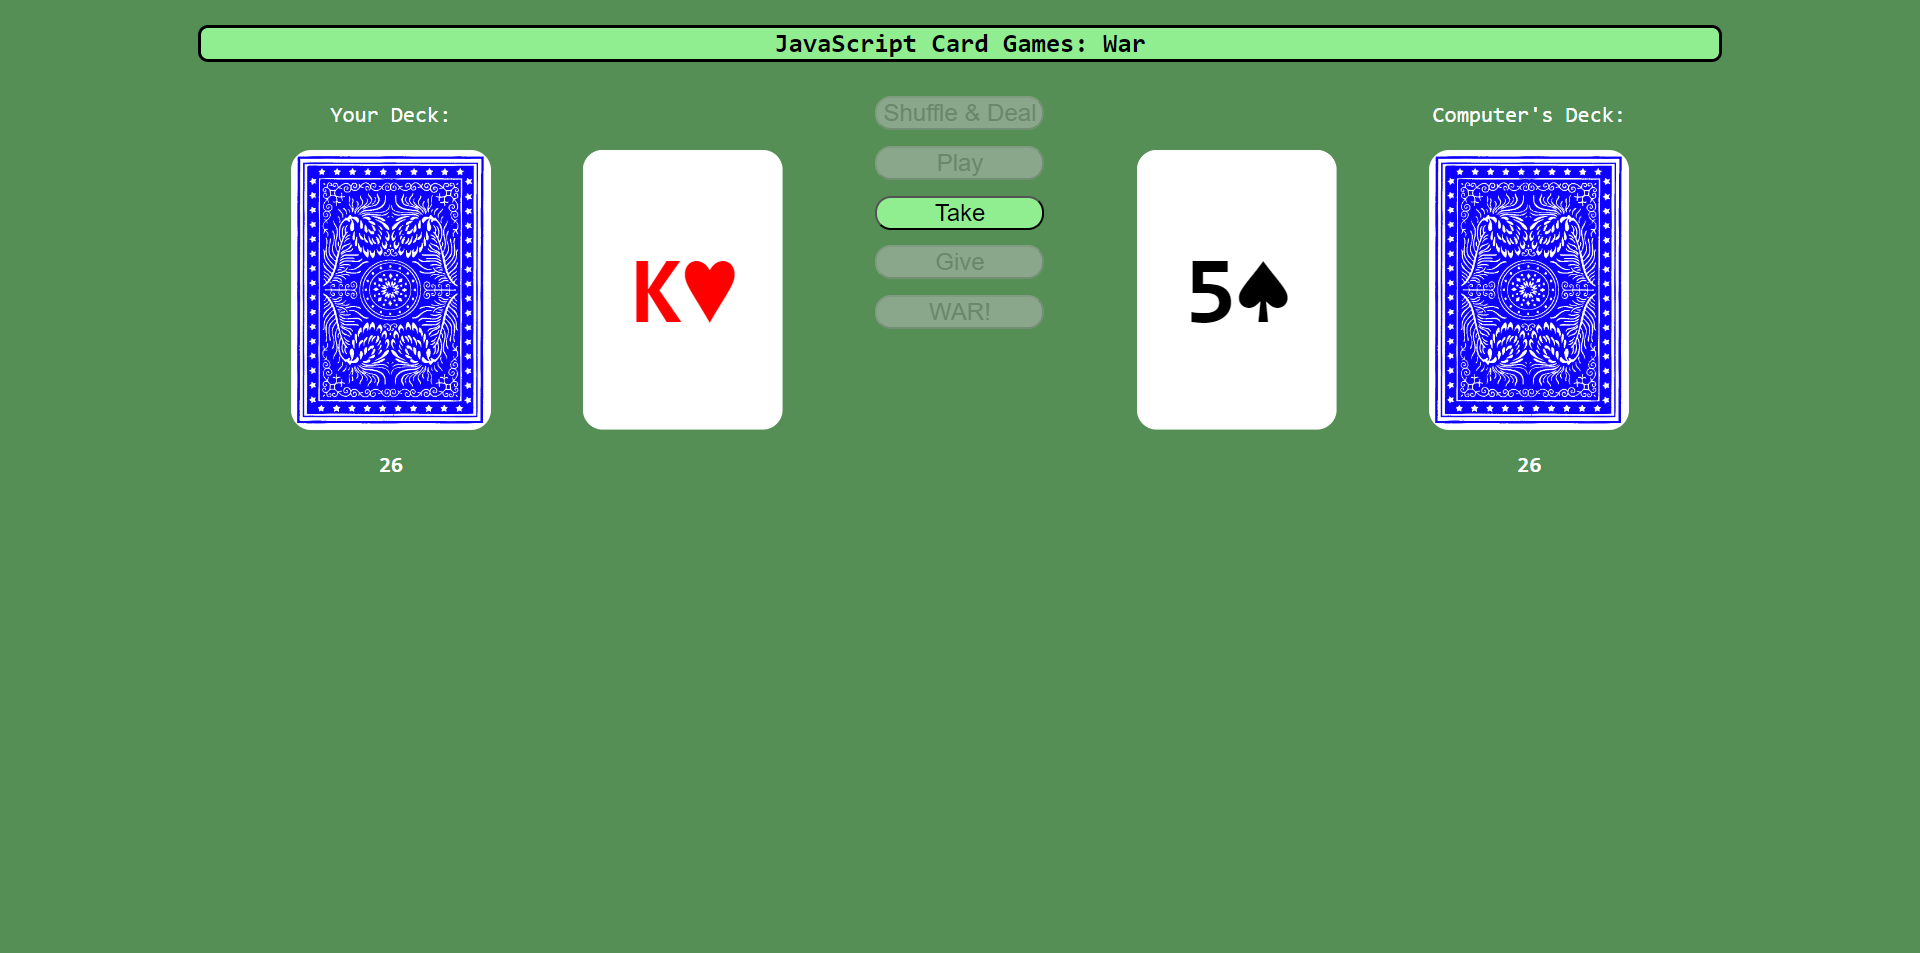 JavaScript Card Games: War
Your Deck:
26
K♥
Shuffle & Deal
Play
Take
Give
WAR!
5♠
Computer's Deck:
26